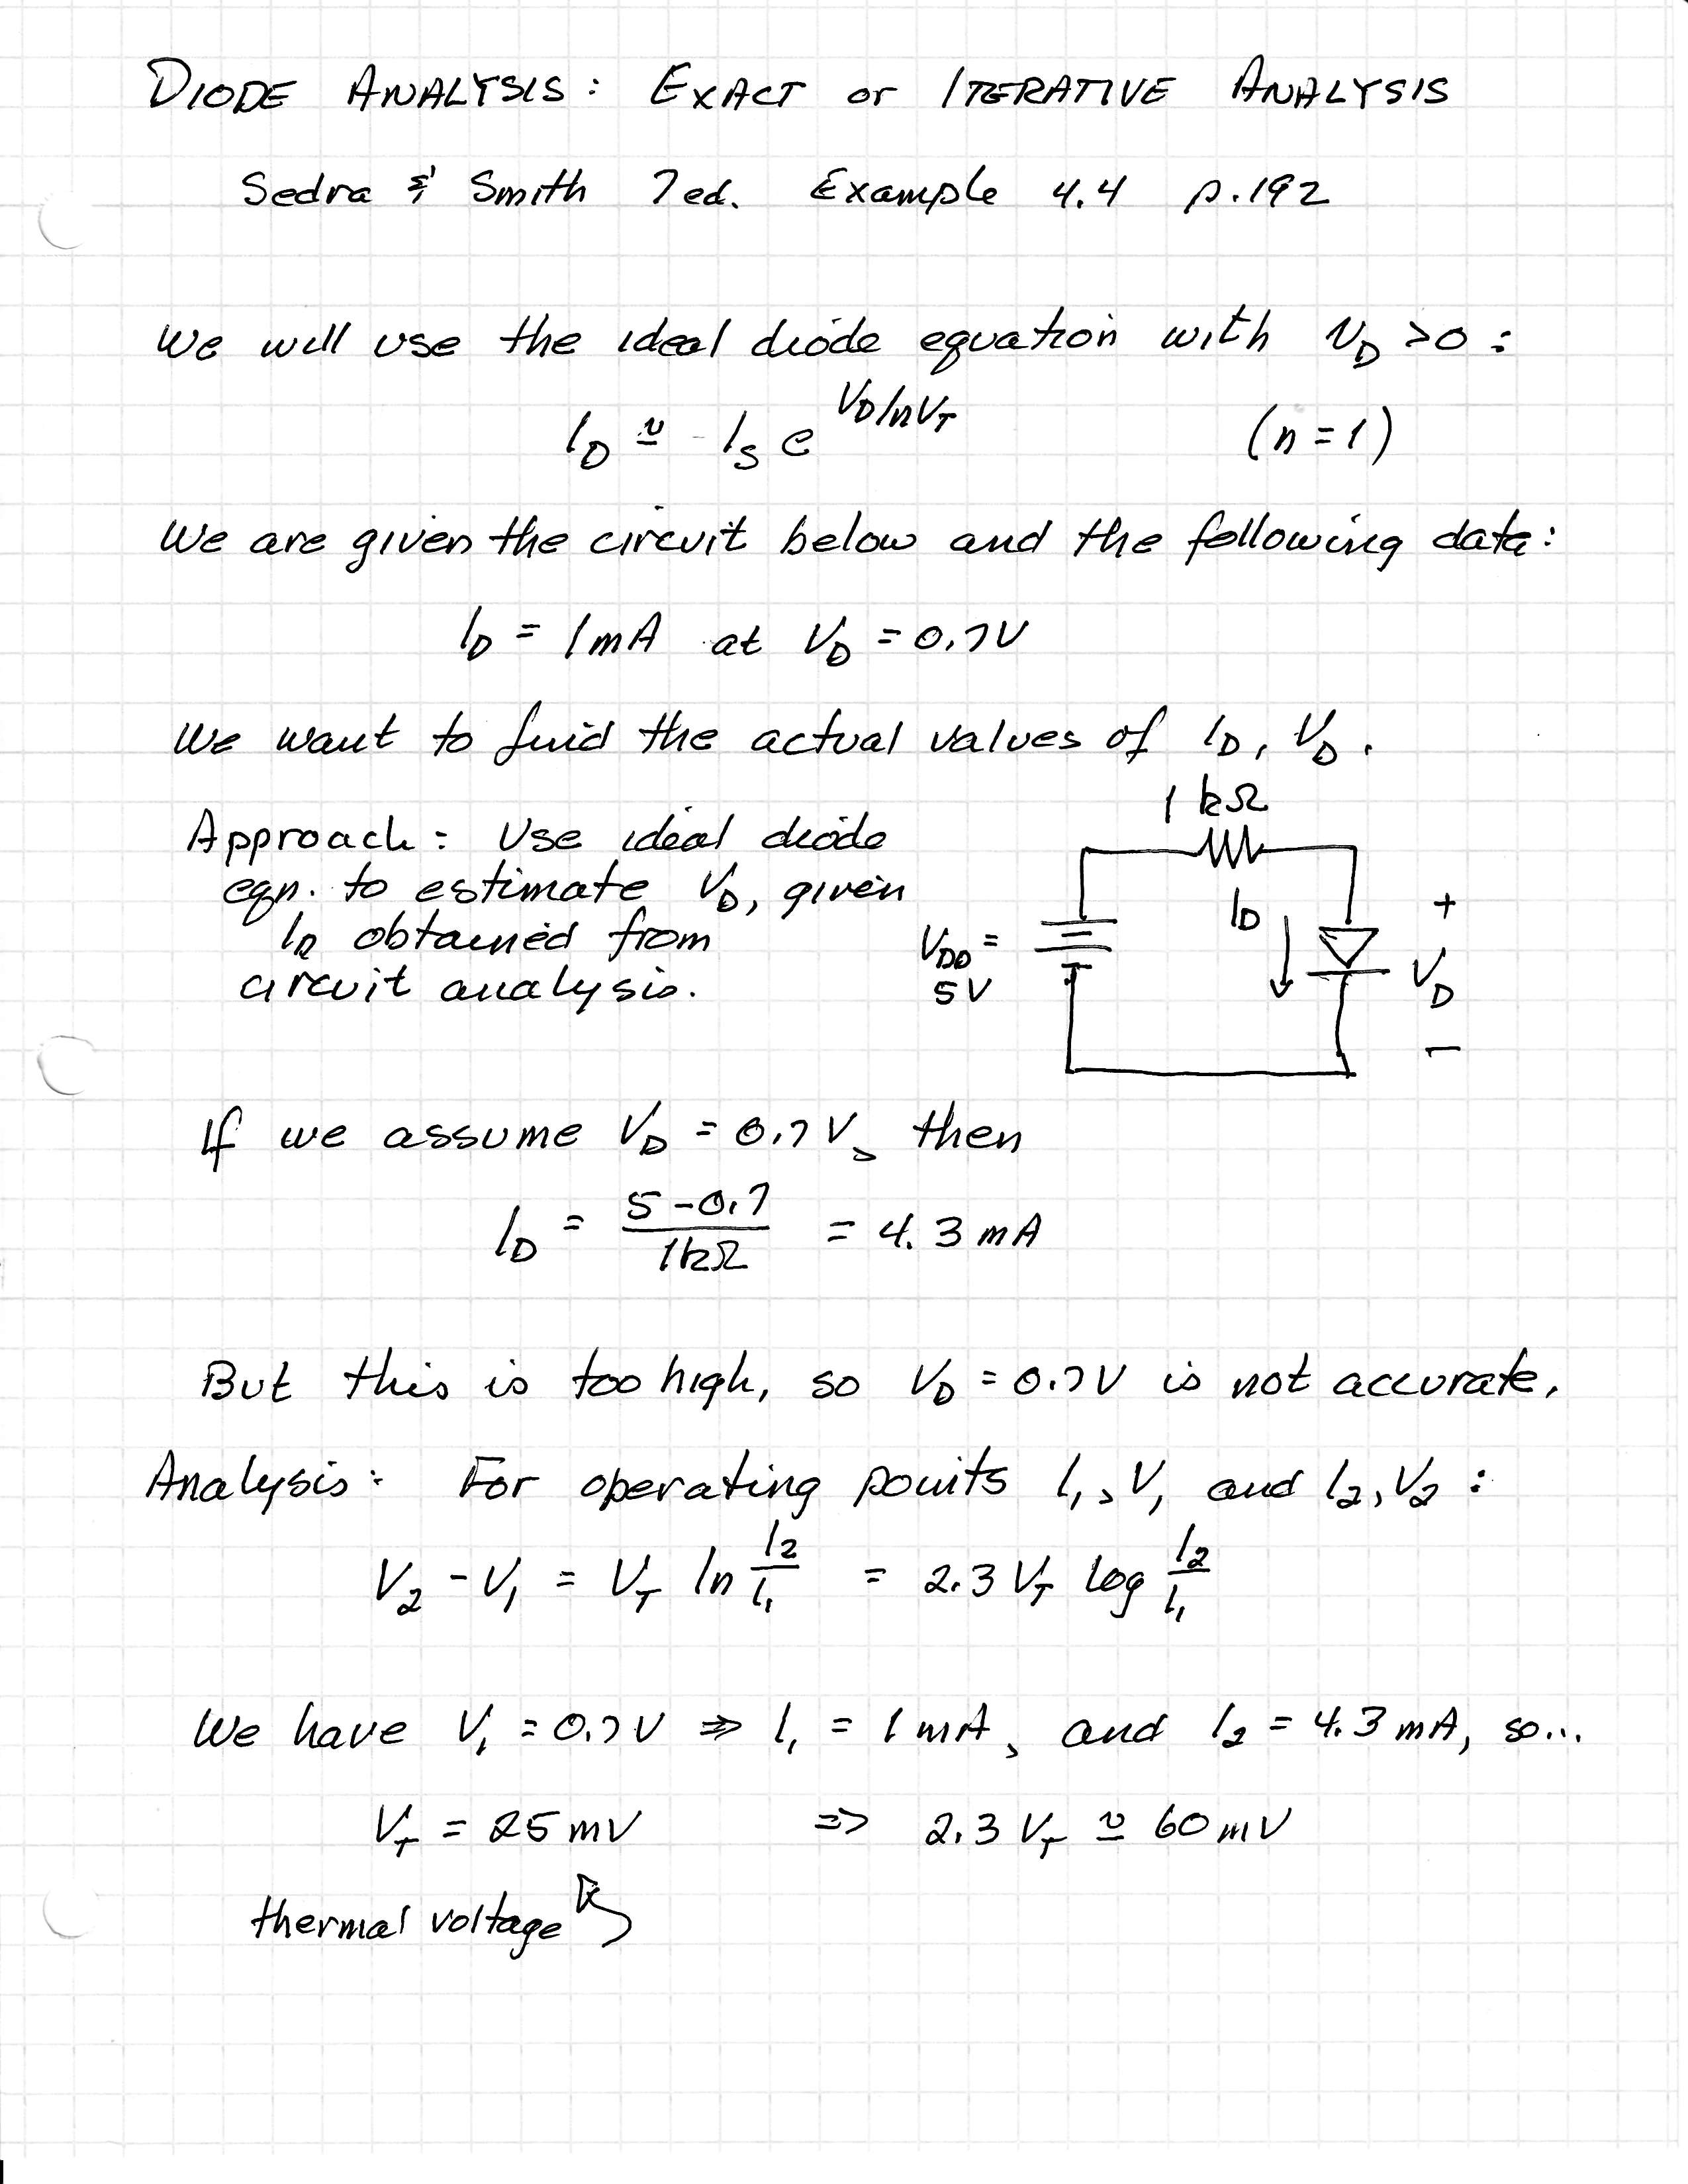 DIODE ANALYSIS: EXACT or ITERATIVE ANALYSIS
Sedra & Smith 7ed. Example 4.4 p.192
We will use the ideal diode equation with V_D >0 :
I_D ≃ I_S e^{V_D/nV_T} (n=1)
We are given the circuit below and the following data:
I_D = 1mA at V_D = 0.7V
We want to find the actual values of I_D, V_D.
1 kΩ
Approach: Use ideal diode
eqn. to estimate V_D, given
I_D obtained from
circuit analysis.
V_DD =
5V
I_D
+
V_D
−
If we assume V_D = 0.7 V, then
I_D = (5-0.7)/(1kΩ) = 4.3 mA
But this is too high, so V_D = 0.7V is not accurate.
Analysis: For operating points I_1, V_1 and I_2, V_2 :
V_2 - V_1 = V_T ln I_2/I_1 = 2.3 V_T log I_2/I_1
We have V_1 = 0.7V ⇒ I_1 = 1 mA, and I_2 = 4.3 mA, so...
V_T = 25 mV ⇒ 2.3 V_T ≃ 60 mV
thermal voltage